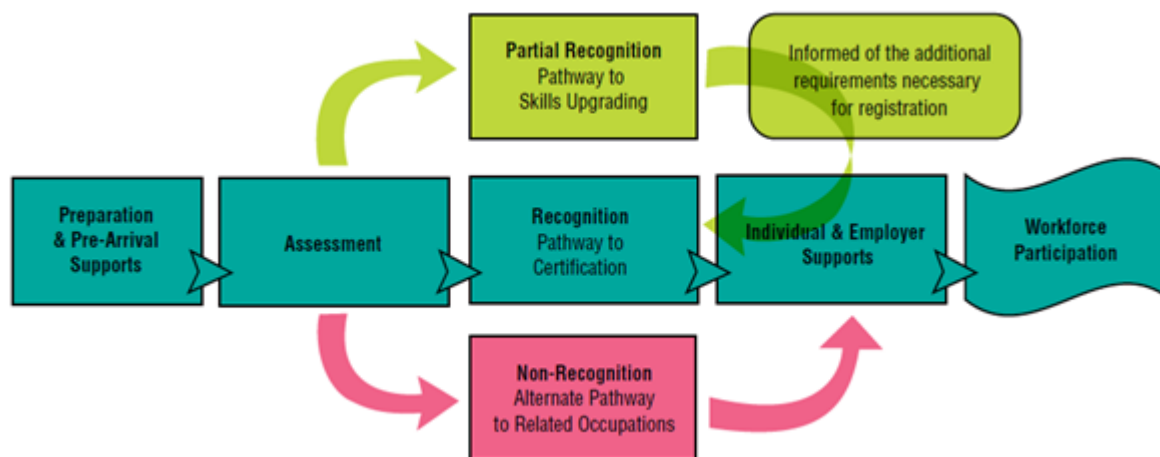 Partial Recognition
Pathway to
Skills Upgrading
Informed of the additional
requirements necessary
for registration
Preparation
& Pre-Arrival
Supports
Assessment
Recognition
Pathway to
Certification
Individual & Employer
Supports
Workforce
Participation
Non-Recognition
Alternate Pathway
to Related Occupations